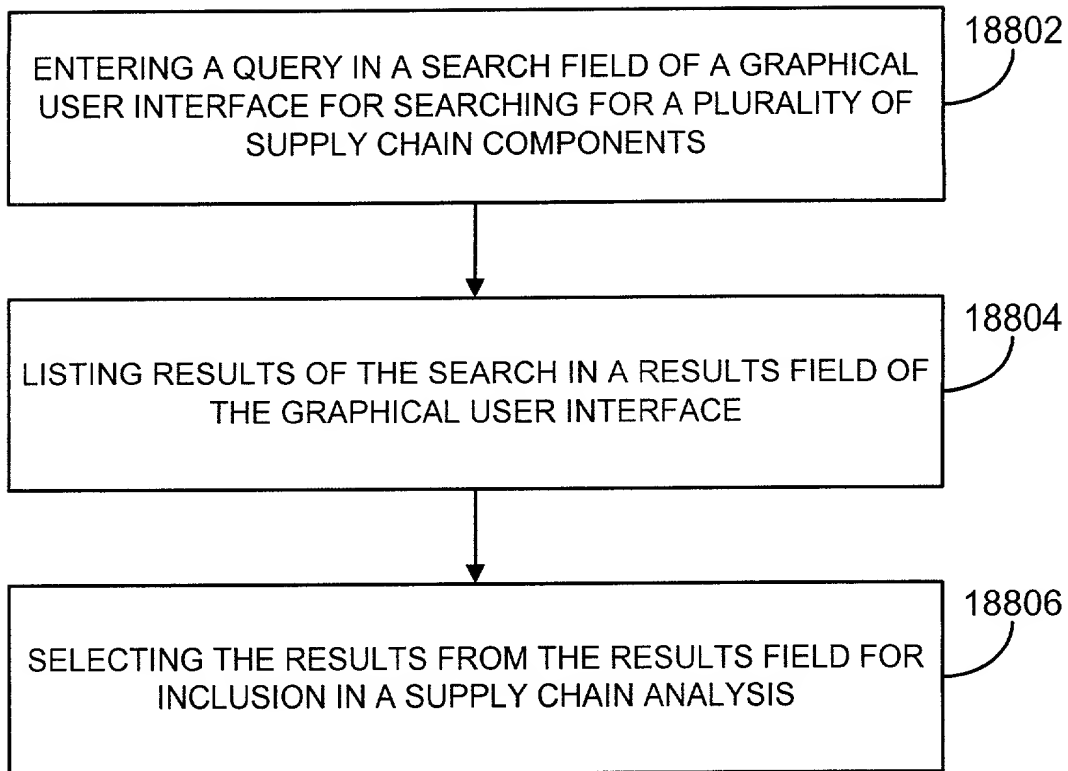 18802
ENTERING A QUERY IN A SEARCH FIELD OF A GRAPHICAL
USER INTERFACE FOR SEARCHING FOR A PLURALITY OF
SUPPLY CHAIN COMPONENTS
18804
LISTING RESULTS OF THE SEARCH IN A RESULTS FIELD OF
THE GRAPHICAL USER INTERFACE
18806
SELECTING THE RESULTS FROM THE RESULTS FIELD FOR
INCLUSION IN A SUPPLY CHAIN ANALYSIS